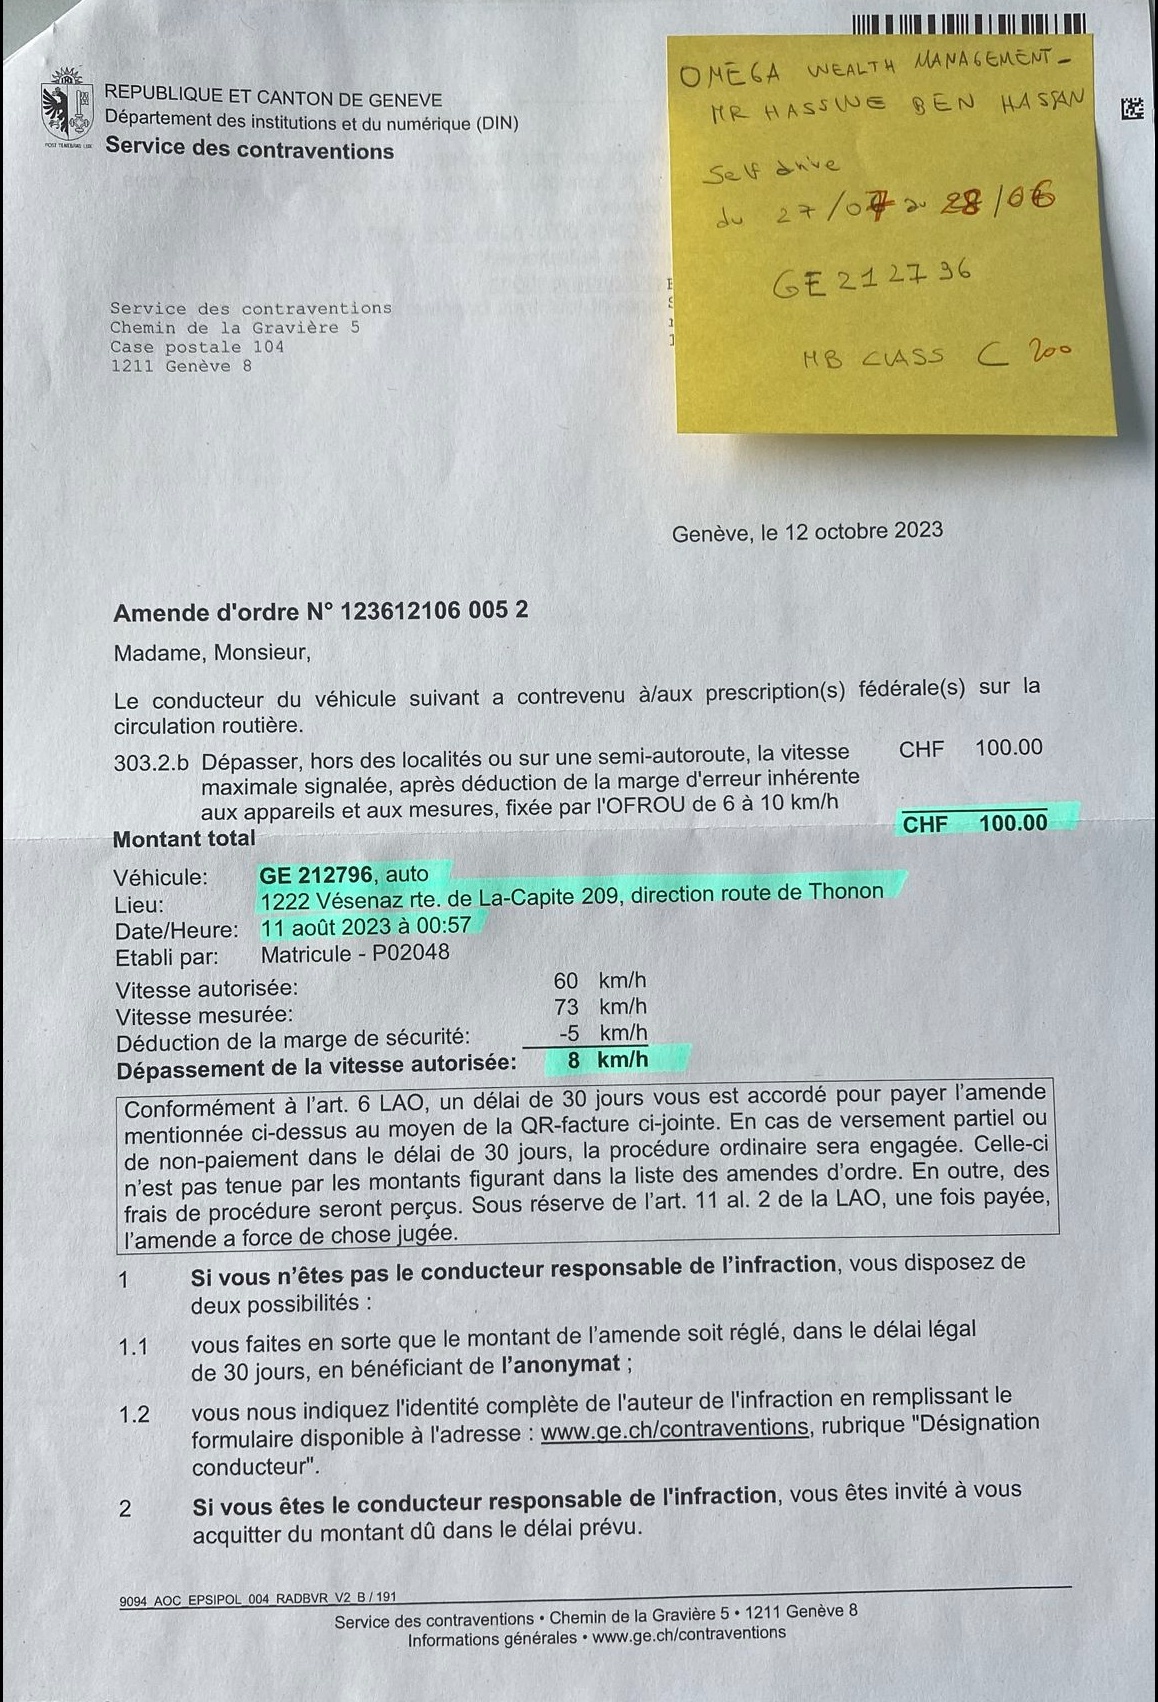 REPUBLIQUE ET CANTON DE GENEVE
Département des institutions et du numérique (DIN)
Service des contraventions
POST TENEBRAS LUX
OMEGA WEALTH MANAGEMENT -
MR HASSINE BEN HASSAN
Self drive
du 27/07 au 28/06
GE 212796
MB CLASS C 200
Service des contraventions
Chemin de la Gravière 5
Case postale 104
1211 Genève 8
Genève, le 12 octobre 2023
Amende d'ordre N° 123612106 005 2
Madame, Monsieur,
Le conducteur du véhicule suivant a contrevenu à/aux prescription(s) fédérale(s) sur la
circulation routière.
303.2.b Dépasser, hors des localités ou sur une semi-autoroute, la vitesse CHF 100.00
maximale signalée, après déduction de la marge d'erreur inhérente
aux appareils et aux mesures, fixée par l'OFROU de 6 à 10 km/h
Montant total CHF 100.00
Véhicule: GE 212796, auto
Lieu: 1222 Vésenaz rte. de La-Capite 209, direction route de Thonon
Date/Heure: 11 août 2023 à 00:57
Etabli par: Matricule - P02048
Vitesse autorisée: 60 km/h
Vitesse mesurée: 73 km/h
Déduction de la marge de sécurité: -5 km/h
Dépassement de la vitesse autorisée: 8 km/h
Conformément à l'art. 6 LAO, un délai de 30 jours vous est accordé pour payer l'amende
mentionnée ci-dessus au moyen de la QR-facture ci-jointe. En cas de versement partiel ou
de non-paiement dans le délai de 30 jours, la procédure ordinaire sera engagée. Celle-ci
n'est pas tenue par les montants figurant dans la liste des amendes d'ordre. En outre, des
frais de procédure seront perçus. Sous réserve de l'art. 11 al. 2 de la LAO, une fois payée,
l'amende a force de chose jugée.
1 Si vous n'êtes pas le conducteur responsable de l'infraction, vous disposez de
deux possibilités :
1.1 vous faites en sorte que le montant de l'amende soit réglé, dans le délai légal
de 30 jours, en bénéficiant de l'anonymat ;
1.2 vous nous indiquez l'identité complète de l'auteur de l'infraction en remplissant le
formulaire disponible à l'adresse : www.ge.ch/contraventions, rubrique "Désignation
conducteur".
2 Si vous êtes le conducteur responsable de l'infraction, vous êtes invité à vous
acquitter du montant dû dans le délai prévu.
9094_AOC_EPSIPOL_004_RADBVR_V2_B / 191
Service des contraventions • Chemin de la Gravière 5 • 1211 Genève 8
Informations générales • www.ge.ch/contraventions